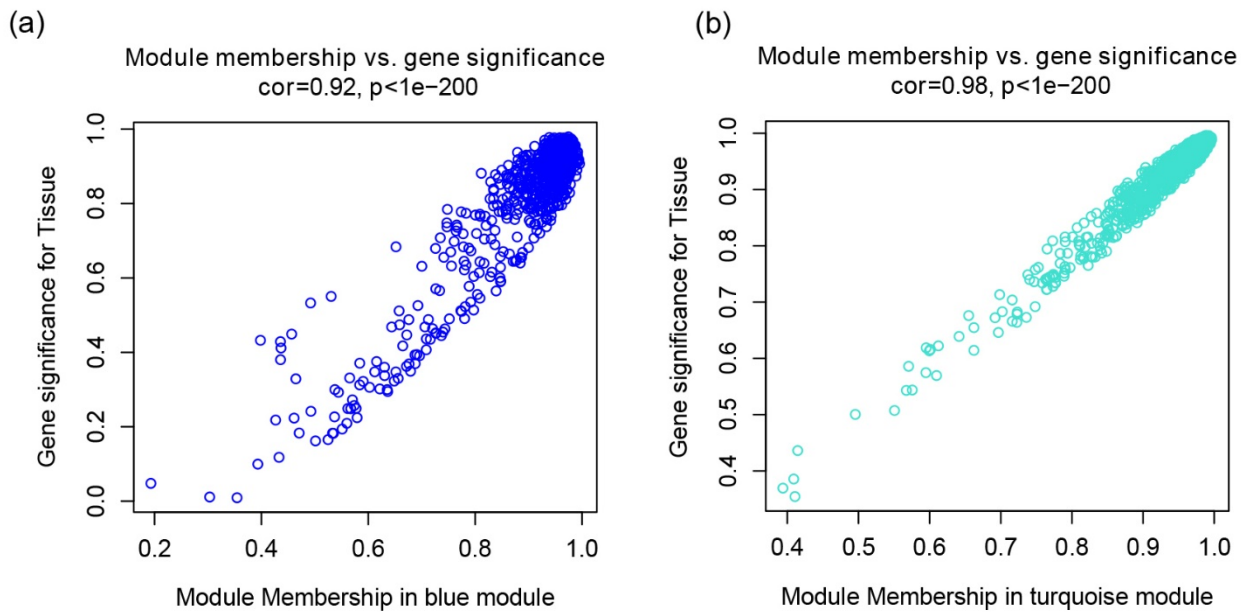 (a)
Module membership vs. gene significance
cor=0.92, p<1e−200
Gene significance for Tissue
1.0
0.8
0.6
0.4
0.2
0.0
0.2 0.4 0.6 0.8 1.0
Module Membership in blue module
(b)
Module membership vs. gene significance
cor=0.98, p<1e−200
Gene significance for Tissue
1.0
0.9
0.8
0.7
0.6
0.5
0.4
0.4 0.5 0.6 0.7 0.8 0.9 1.0
Module Membership in turquoise module